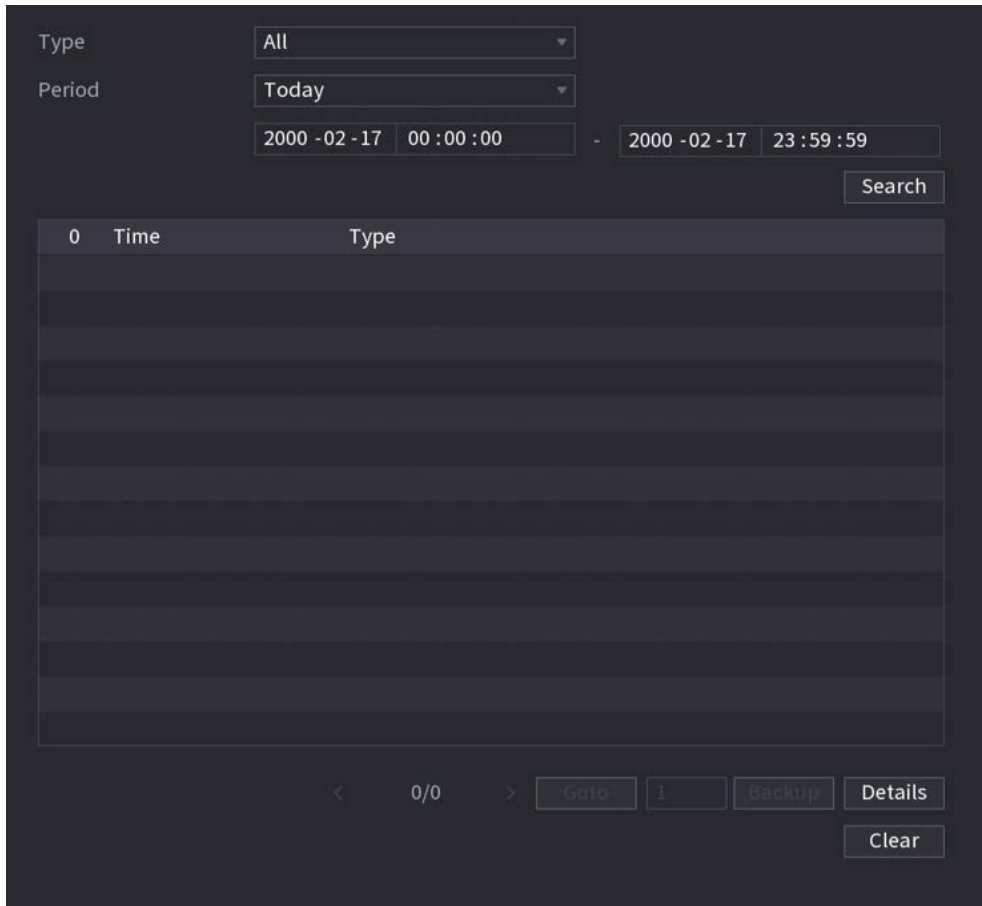 Type All
Period Today
2000 -02 -17 00 :00 :00 - 2000 -02 -17 23 :59 :59
Search
0 Time Type
< 0/0 > Goto 1 Backup Details
Clear